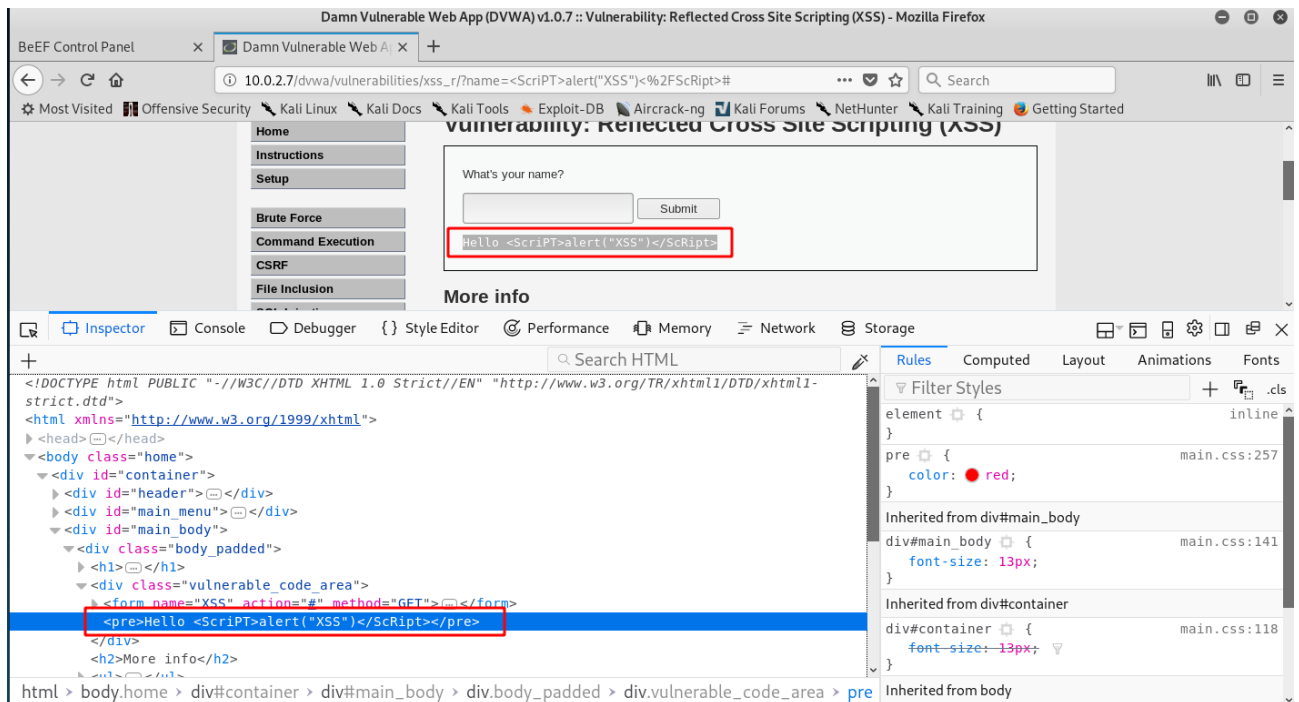 Damn Vulnerable Web App (DVWA) v1.0.7 :: Vulnerability: Reflected Cross Site Scripting (XSS) - Mozilla Firefox
BeEF Control Panel
Damn Vulnerable Web A
10.0.2.7/dvwa/vulnerabilities/xss_r/?name=<ScriPT>alert("XSS")<%2FScRipt>#
Search
Most Visited Offensive Security Kali Linux Kali Docs Kali Tools Exploit-DB Aircrack-ng Kali Forums NetHunter Kali Training Getting Started
Vulnerability: Reflected Cross Site Scripting (XSS)
Home
Instructions
Setup
Brute Force
Command Execution
CSRF
File Inclusion
What's your name?
Submit
Hello <ScriPT>alert("XSS")</ScRipt>
More info
Inspector Console Debugger {} Style Editor Performance Memory Network Storage
+ Search HTML
<!DOCTYPE html PUBLIC "-//W3C//DTD XHTML 1.0 Strict//EN" "http://www.w3.org/TR/xhtml1/DTD/xhtml1-
strict.dtd">
<html xmlns="http://www.w3.org/1999/xhtml">
<head>…</head>
<body class="home">
<div id="container">
<div id="header">…</div>
<div id="main_menu">…</div>
<div id="main_body">
<div class="body_padded">
<h1>…</h1>
<div class="vulnerable_code_area">
<form name="XSS" action="#" method="GET">…</form>
<pre>Hello <ScriPT>alert("XSS")</ScRipt></pre>
</div>
<h2>More info</h2>
<ul>…</ul>
html > body.home > div#container > div#main_body > div.body_padded > div.vulnerable_code_area > pre
Rules Computed Layout Animations Fonts
Filter Styles + .cls
element { inline
}
pre { main.css:257
color: red;
}
Inherited from div#main_body
div#main_body { main.css:141
font-size: 13px;
}
Inherited from div#container
div#container { main.css:118
font-size: 13px;
}
Inherited from body